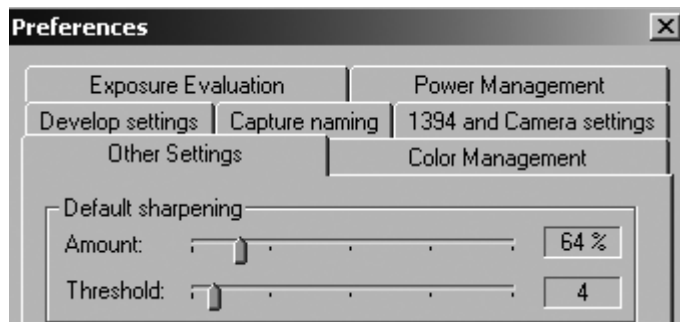 Preferences
Exposure Evaluation Power Management
Develop settings Capture naming 1394 and Camera settings
Other Settings Color Management
Default sharpening
Amount: 64 %
Threshold: 4